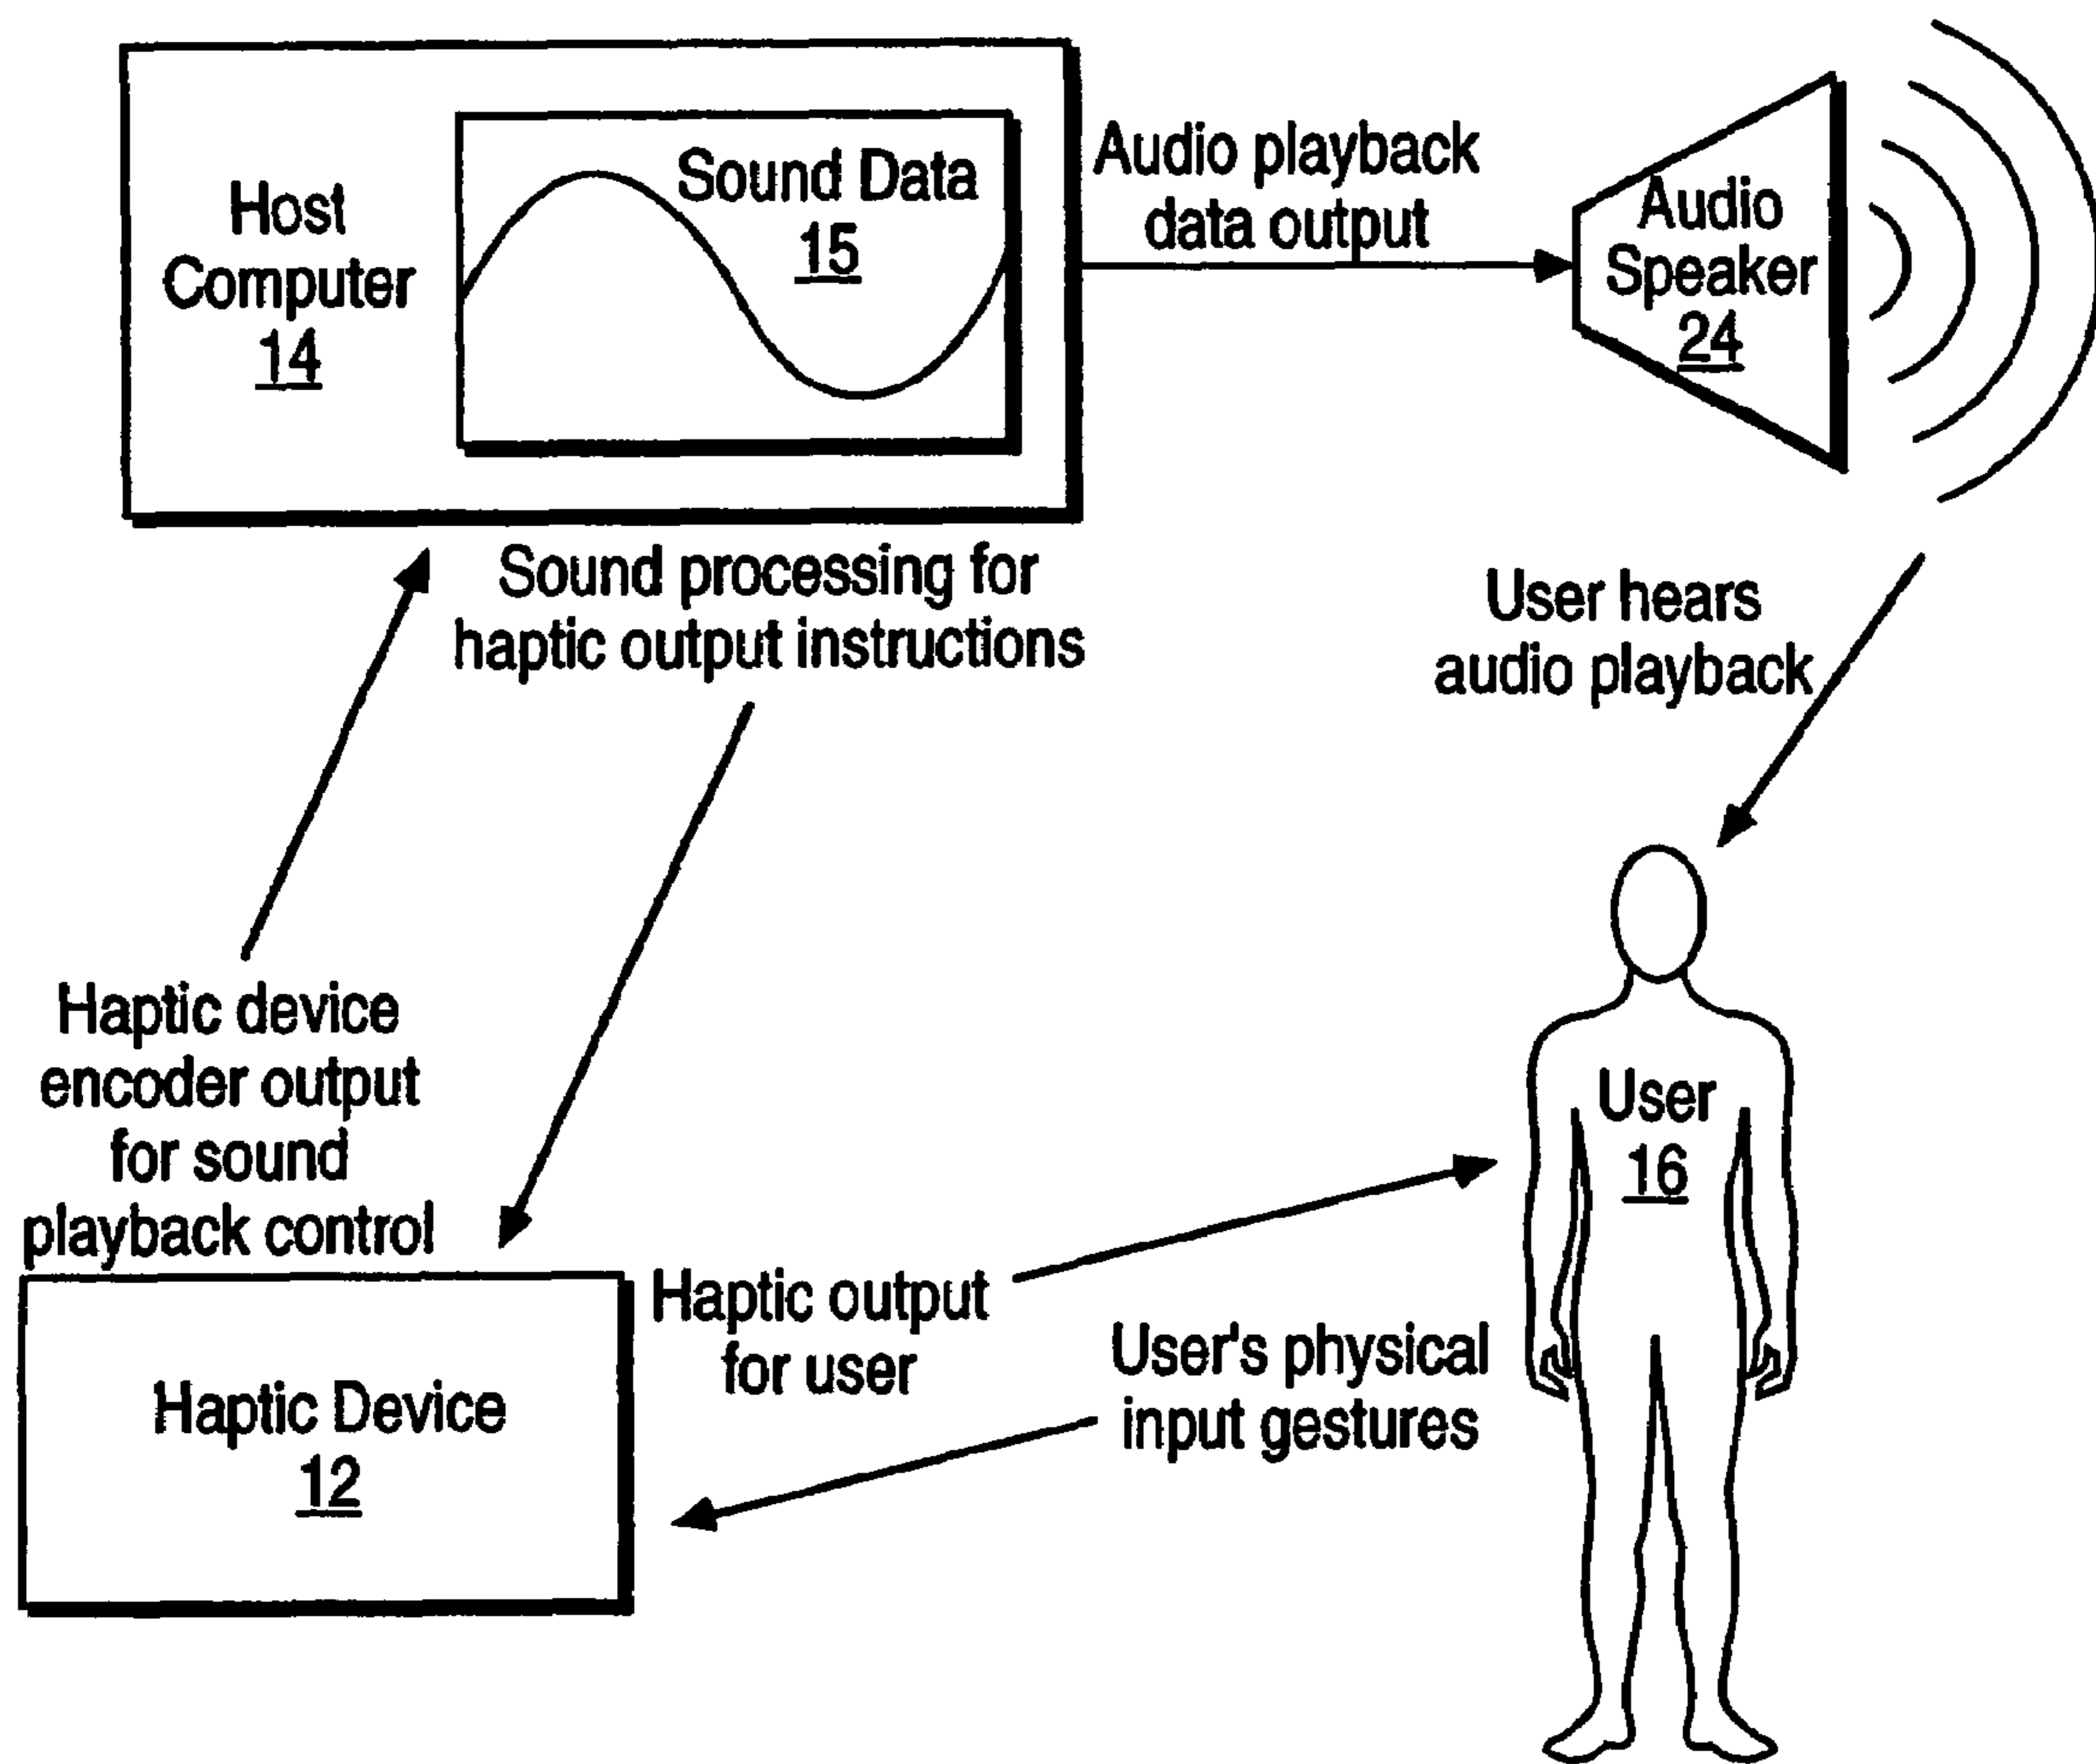 Host
Computer
14
Sound Data
15
Audio playback
data output
Audio
Speaker
24
Sound processing for
haptic output instructions
User hears
audio playback
Haptic device
encoder output
for sound
playback control
User
16
Haptic output
for user
User's physical
input gestures
Haptic Device
12